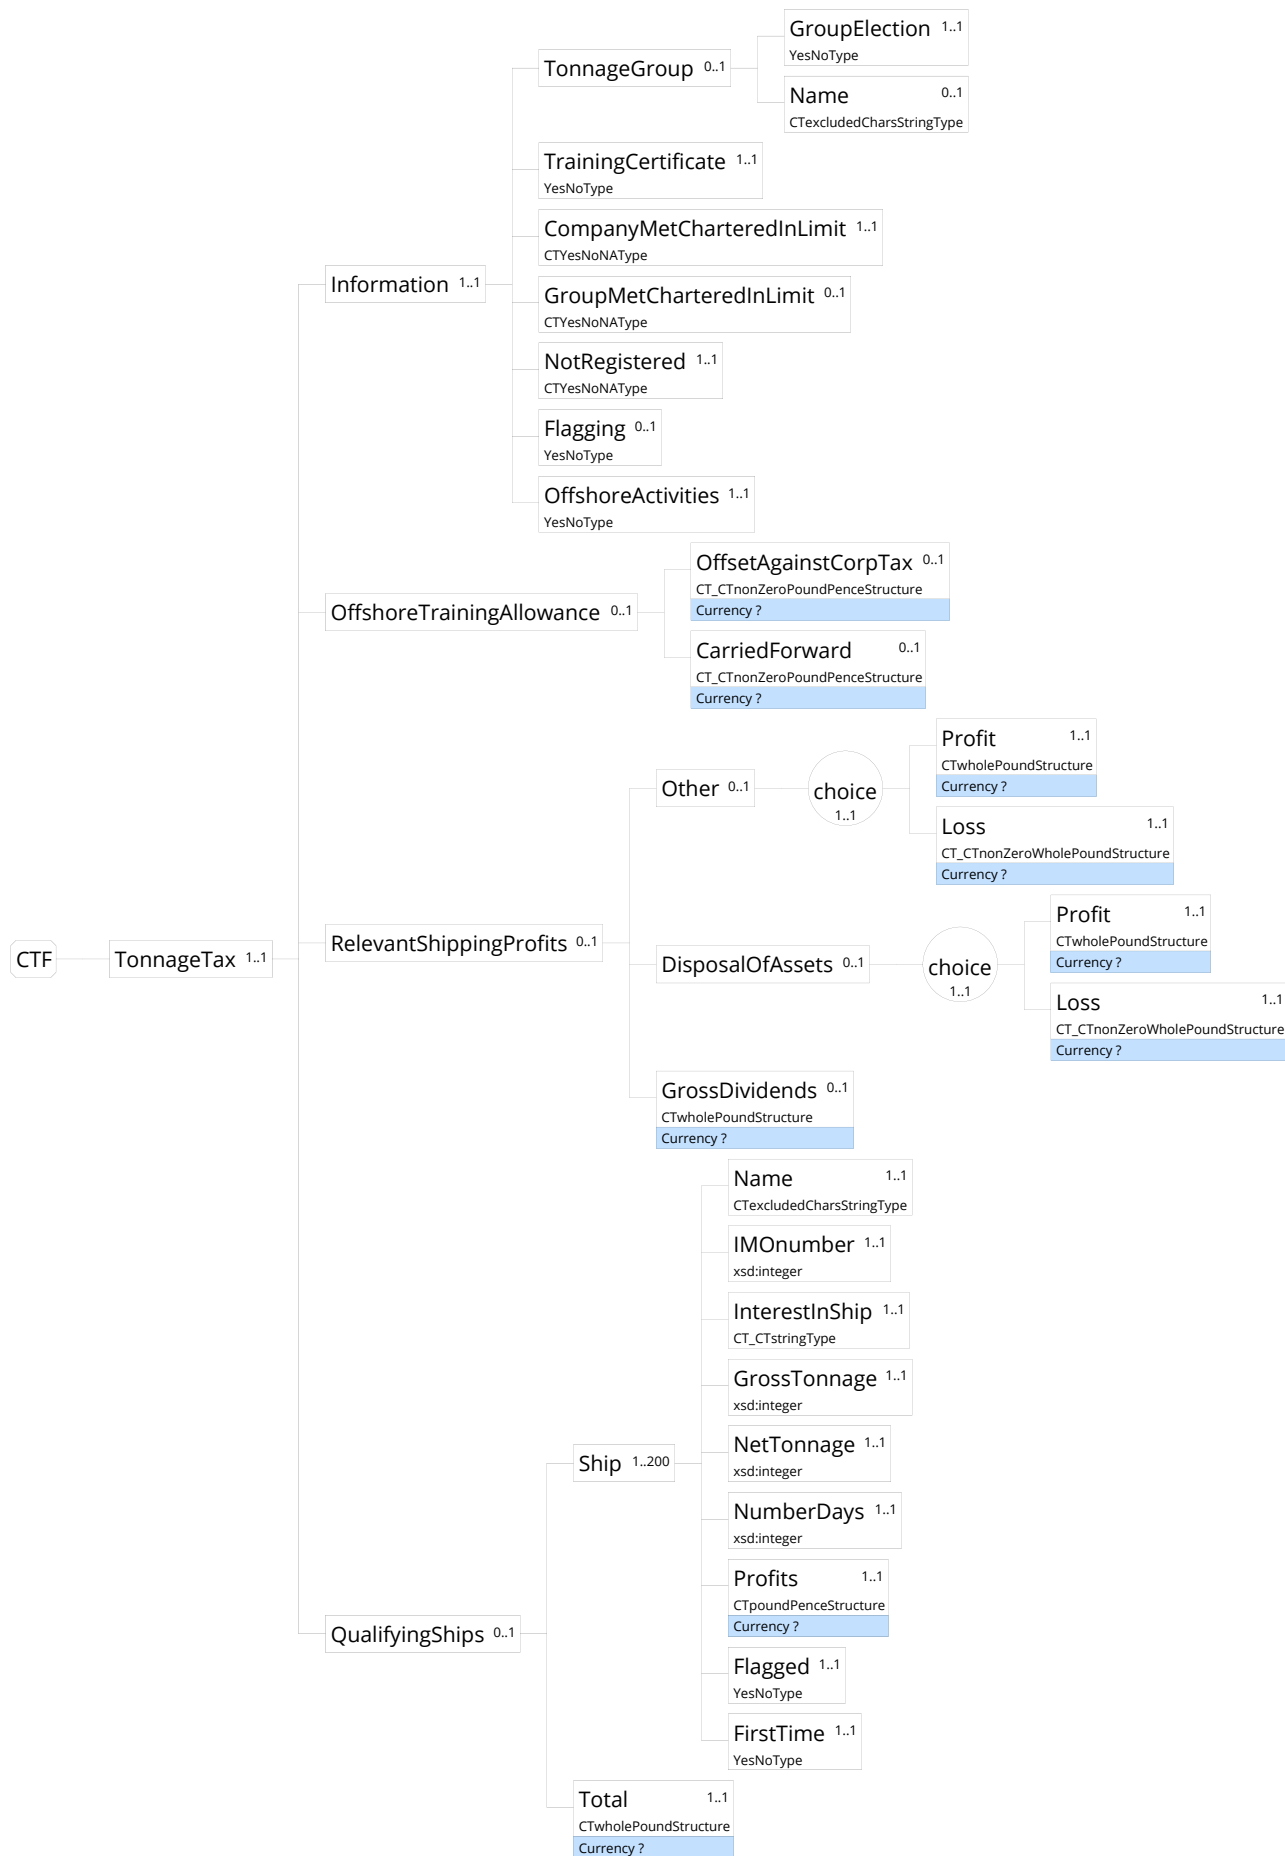 GroupElection 1..1
YesNoType
TonnageGroup 0..1
Name 0..1
CTexcludedCharsStringType
TrainingCertificate 1..1
YesNoType
CompanyMetCharteredInLimit 1..1
CTYesNoNAType
Information 1..1
GroupMetCharteredInLimit 0..1
CTYesNoNAType
NotRegistered 1..1
CTYesNoNAType
Flagging 0..1
YesNoType
OffshoreActivities 1..1
YesNoType
OffsetAgainstCorpTax 0..1
CT_CTnonZeroPoundPenceStructure
Currency ?
OffshoreTrainingAllowance 0..1
CarriedForward 0..1
CT_CTnonZeroPoundPenceStructure
Currency ?
Profit 1..1
CTwholePoundStructure
Currency ?
Other 0..1
choice
1..1
Loss 1..1
CT_CTnonZeroWholePoundStructure
Currency ?
Profit 1..1
CTwholePoundStructure
Currency ?
RelevantShippingProfits 0..1
CTF
TonnageTax 1..1
DisposalOfAssets 0..1
choice
1..1
Loss 1..1
CT_CTnonZeroWholePoundStructure
Currency ?
GrossDividends 0..1
CTwholePoundStructure
Currency ?
Name 1..1
CTexcludedCharsStringType
IMOnumber 1..1
xsd:integer
InterestInShip 1..1
CT_CTstringType
GrossTonnage 1..1
xsd:integer
Ship 1..200
NetTonnage 1..1
xsd:integer
NumberDays 1..1
xsd:integer
Profits 1..1
CTpoundPenceStructure
Currency ?
QualifyingShips 0..1
Flagged 1..1
YesNoType
FirstTime 1..1
YesNoType
Total 1..1
CTwholePoundStructure
Currency ?